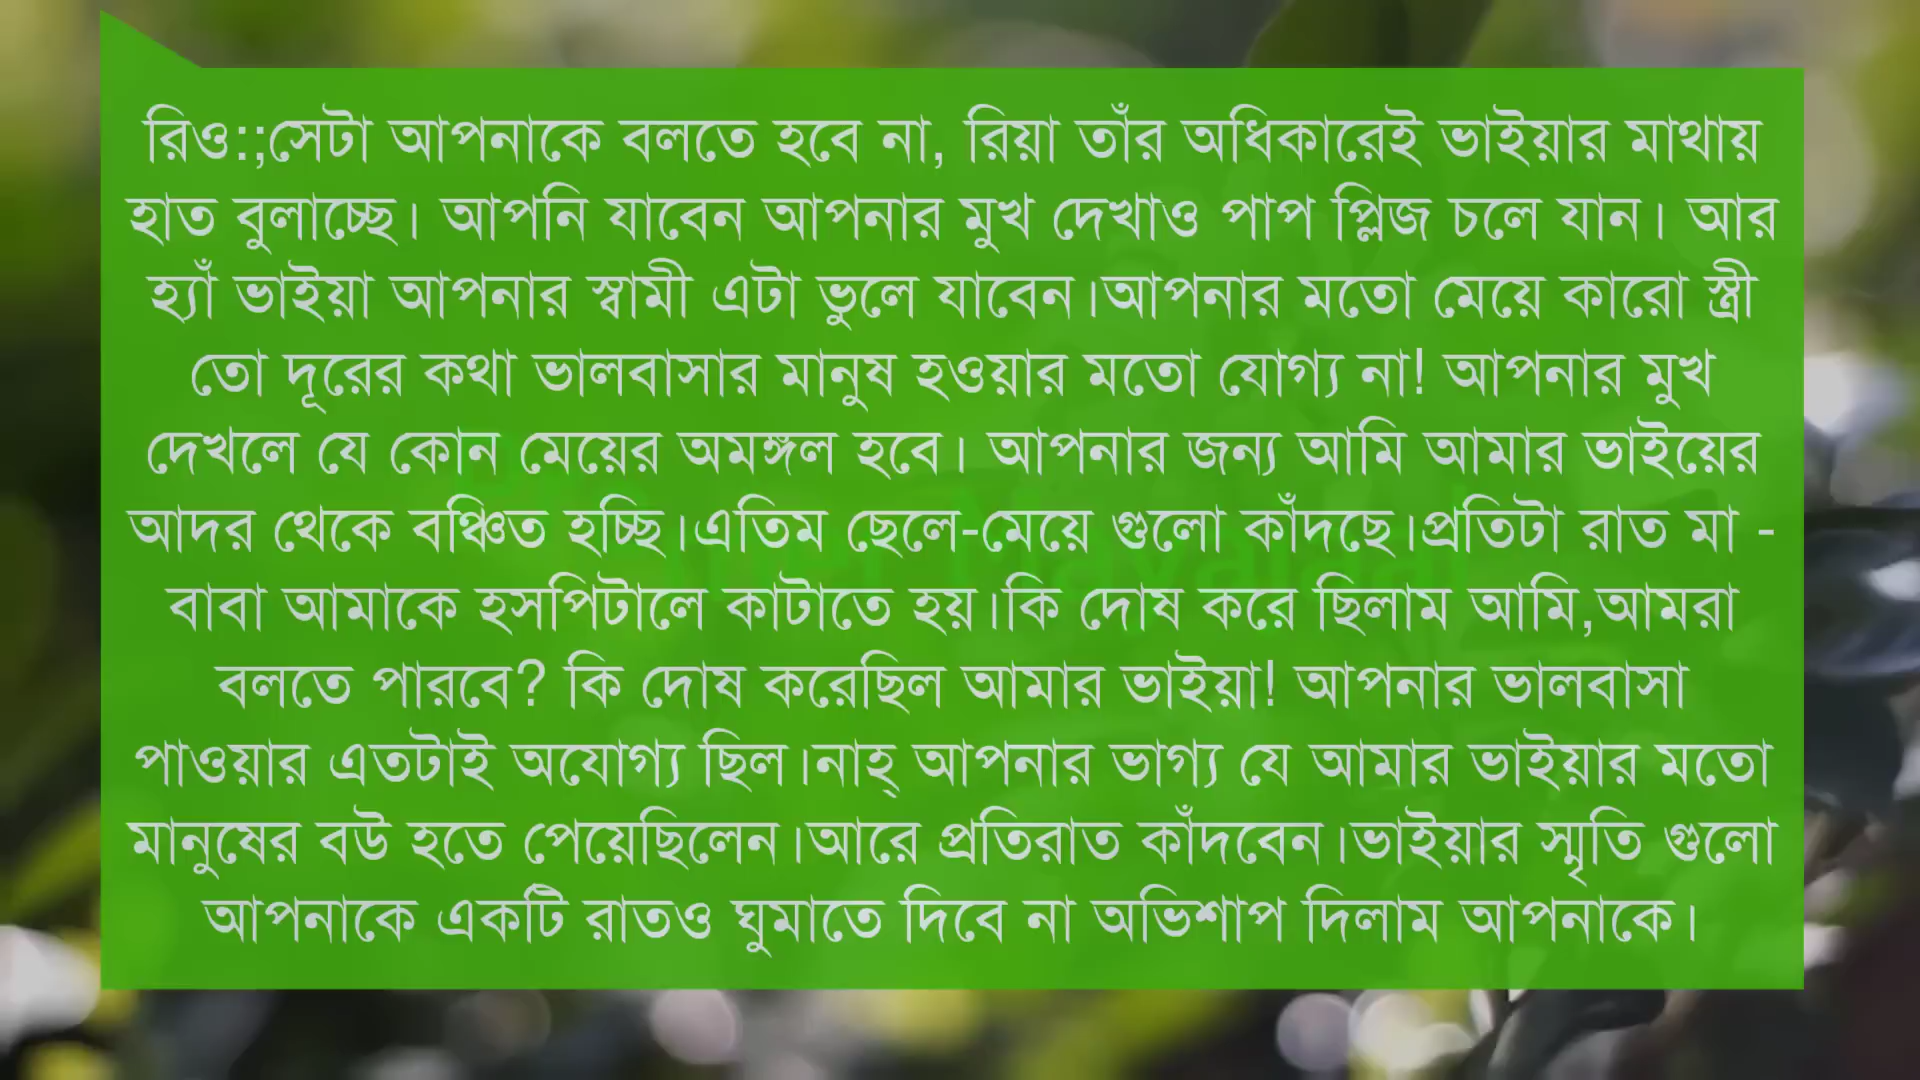 রিও:;সেটা আপনাকে বলতে হবে না, রিয়া তাঁর অধিকারেই ভাইয়ার মাথায়
হাত বুলাচ্ছে। আপনি যাবেন আপনার মুখ দেখাও পাপ প্লিজ চলে যান। আর
হ্যাঁ ভাইয়া আপনার স্বামী এটা ভুলে যাবেন।আপনার মতো মেয়ে কারো স্ত্রী
তো দূরের কথা ভালবাসার মানুষ হওয়ার মতো যোগ্য না! আপনার মুখ
দেখলে যে কোন মেয়ের অমঙ্গল হবে। আপনার জন্য আমি আমার ভাইয়ের
আদর থেকে বঞ্চিত হচ্ছি।এতিম ছেলে-মেয়ে গুলো কাঁদছে।প্রতিটা রাত মা -
বাবা আমাকে হসপিটালে কাটাতে হয়।কি দোষ করে ছিলাম আমি,আমরা
বলতে পারবে? কি দোষ করেছিল আমার ভাইয়া! আপনার ভালবাসা
পাওয়ার এতটাই অযোগ্য ছিল।নাহ্ আপনার ভাগ্য যে আমার ভাইয়ার মতো
মানুষের বউ হতে পেয়েছিলেন।আরে প্রতিরাত কাঁদবেন।ভাইয়ার স্মৃতি গুলো
আপনাকে একটি রাতও ঘুমাতে দিবে না অভিশাপ দিলাম আপনাকে।